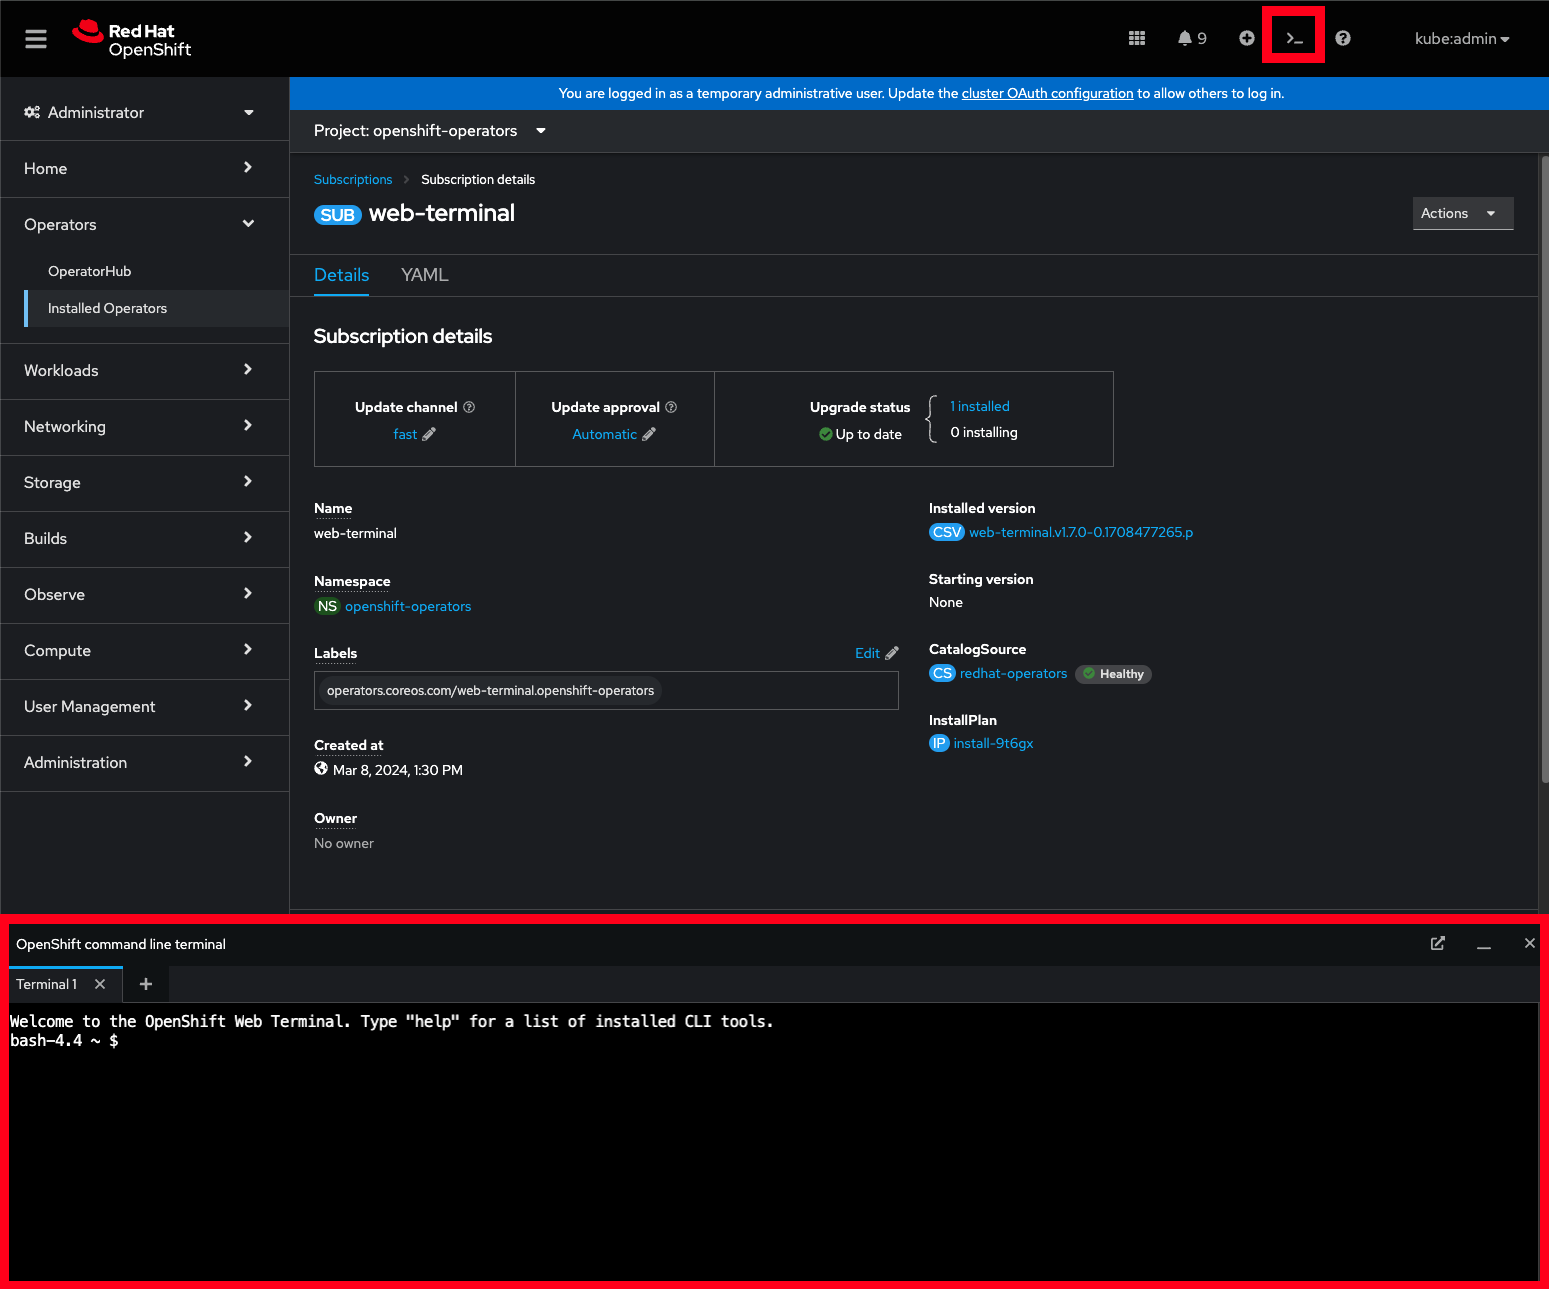 Red Hat
OpenShift
9
kube:admin
Administrator
Home
Operators
OperatorHub
Installed Operators
Workloads
Networking
Storage
Builds
Observe
Compute
User Management
Administration
You are logged in as a temporary administrative user. Update the cluster OAuth configuration to allow others to log in.
Project: openshift-operators
Subscriptions > Subscription details
SUB web-terminal
Actions
Details YAML
Subscription details
Update channel
fast
Update approval
Automatic
Upgrade status
Up to date
1 installed
0 installing
Name
web-terminal
Namespace
NS openshift-operators
Labels
Edit
operators.coreos.com/web-terminal.openshift-operators
Created at
Mar 8, 2024, 1:30 PM
Owner
No owner
Installed version
CSV web-terminal.v1.7.0-0.1708477265.p
Starting version
None
CatalogSource
CS redhat-operators Healthy
InstallPlan
IP install-9t6gx
OpenShift command line terminal
Terminal 1
Welcome to the OpenShift Web Terminal. Type "help" for a list of installed CLI tools.
bash-4.4 ~ $